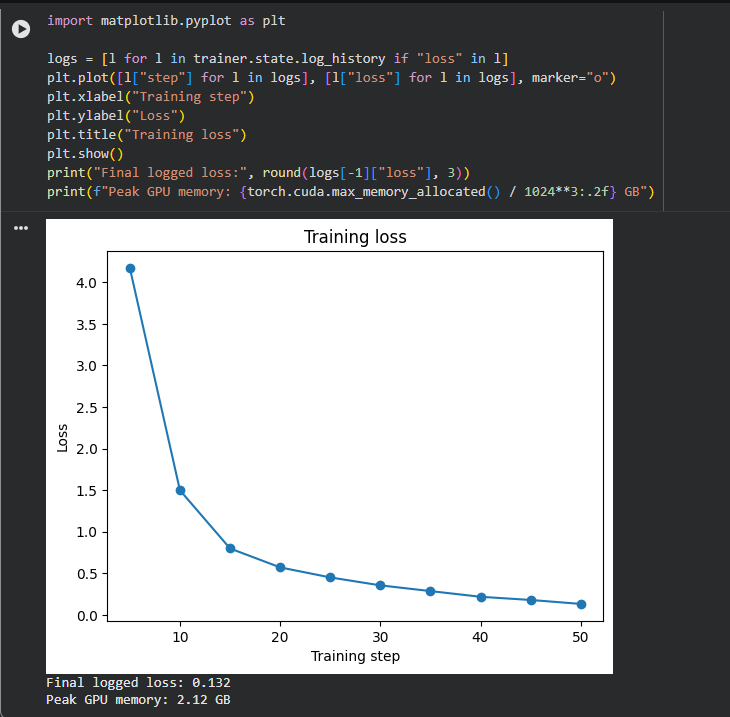 import matplotlib.pyplot as plt
logs = [l for l in trainer.state.log_history if "loss" in l]
plt.plot([l["step"] for l in logs], [l["loss"] for l in logs], marker="o")
plt.xlabel("Training step")
plt.ylabel("Loss")
plt.title("Training loss")
plt.show()
print("Final logged loss:", round(logs[-1]["loss"], 3))
print(f"Peak GPU memory: {torch.cuda.max_memory_allocated() / 1024**3:.2f} GB")
Training loss
4.0
3.5
3.0
2.5
2.0
1.5
1.0
0.5
0.0
Loss
10 20 30 40 50
Training step
Final logged loss: 0.132
Peak GPU memory: 2.12 GB